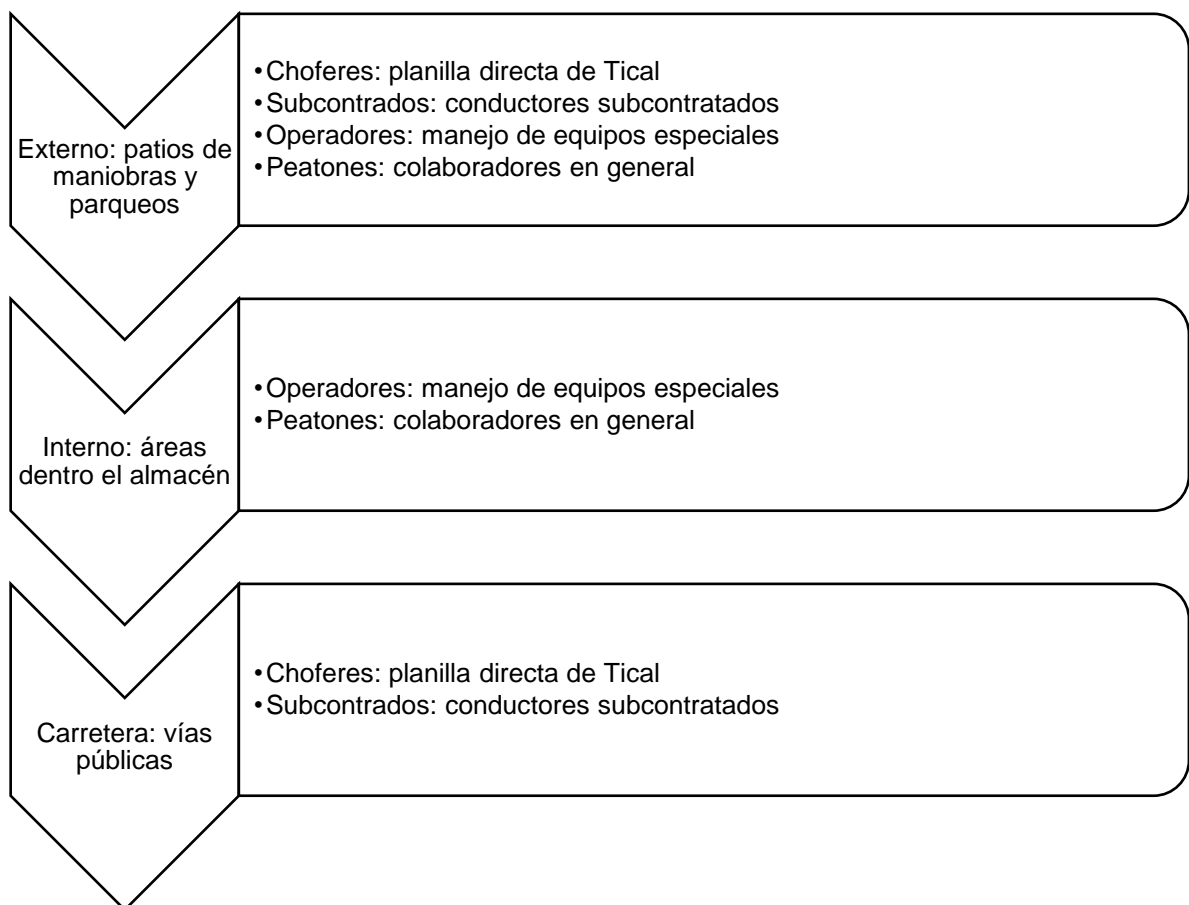 Externo: patios de
maniobras y
parqueos
•Choferes: planilla directa de Tical
•Subcontrados: conductores subcontratados
•Operadores: manejo de equipos especiales
•Peatones: colaboradores en general
Interno: áreas
dentro el almacén
•Operadores: manejo de equipos especiales
•Peatones: colaboradores en general
Carretera: vías
públicas
•Choferes: planilla directa de Tical
•Subcontrados: conductores subcontratados